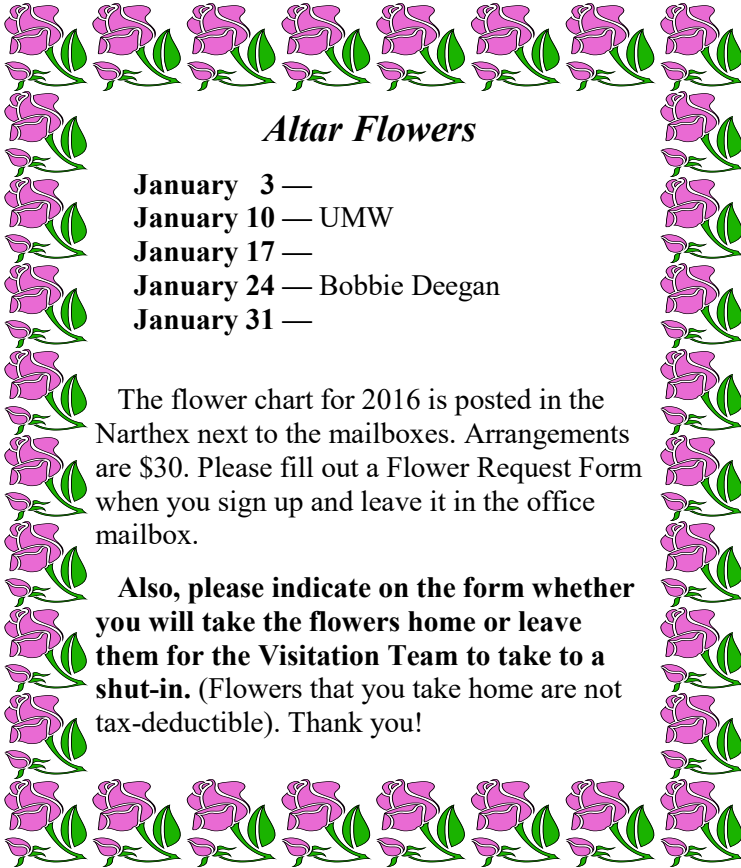 Altar Flowers
January   3 —
January 10 — UMW
January 17 —
January 24 — Bobbie Deegan
January 31 —
The flower chart for 2016 is posted in the
Narthex next to the mailboxes. Arrangements
are $30. Please fill out a Flower Request Form
when you sign up and leave it in the office
mailbox.
Also, please indicate on the form whether
you will take the flowers home or leave
them for the Visitation Team to take to a
shut-in. (Flowers that you take home are not
tax-deductible). Thank you!